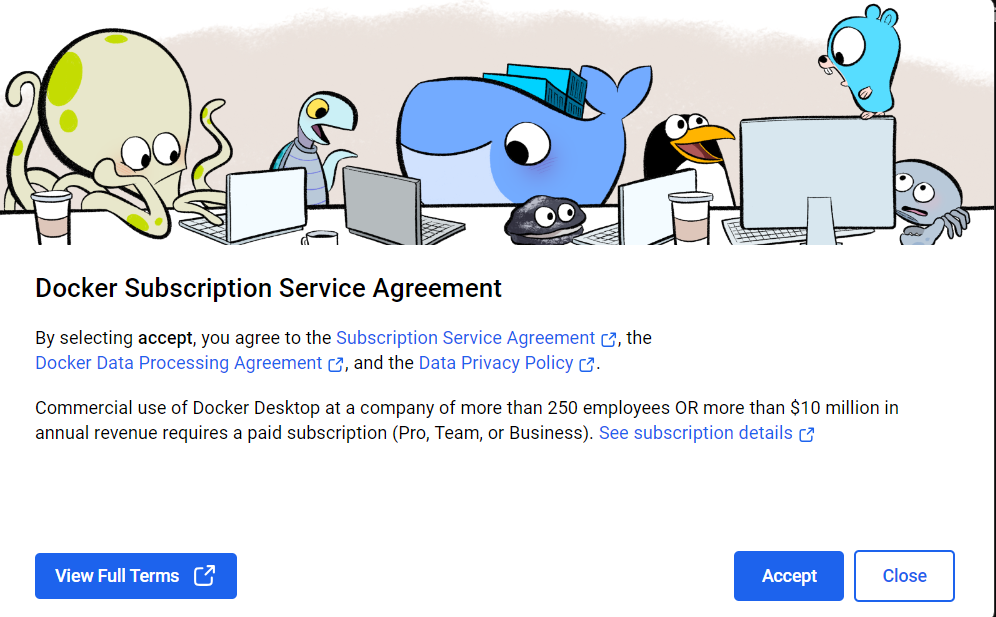 Docker Subscription Service Agreement
By selecting accept, you agree to the Subscription Service Agreement, the
Docker Data Processing Agreement, and the Data Privacy Policy.
Commercial use of Docker Desktop at a company of more than 250 employees OR more than $10 million in
annual revenue requires a paid subscription (Pro, Team, or Business). See subscription details
View Full Terms
Accept
Close